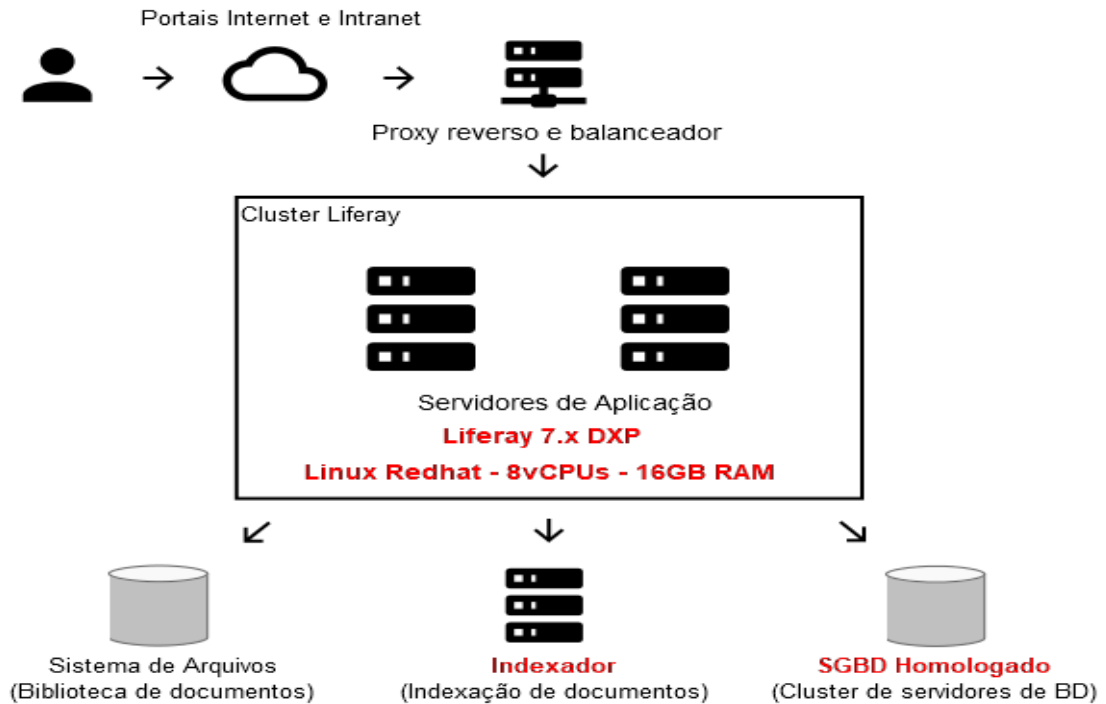 Portais Internet e Intranet
Proxy reverso e balanceador
Cluster Liferay
Servidores de Aplicação
Liferay 7.x DXP
Linux Redhat - 8vCPUs - 16GB RAM
Sistema de Arquivos
(Biblioteca de documentos)
Indexador
(Indexação de documentos)
SGBD Homologado
(Cluster de servidores de BD)